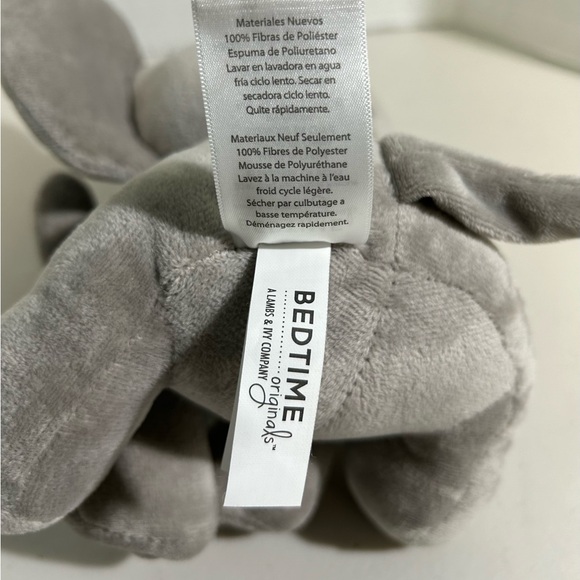 Materiales Nuevos
100% Fibras de Poliéster
Espuma de Poliuretano
Lavar en lavadora en agua
fría ciclo lento. Secar en
secadora ciclo lento.
Quite rápidamente.
Materiaux Neuf Seulement
100% Fibres de Polyester
Mousse de Polyuréthane
Lavez à la machine à l'eau
froid cycle légère.
Sécher par culbutage a
basse température.
Déménagez rapidement.
BEDTIME
originals™
A LAMBS & IVY COMPANY